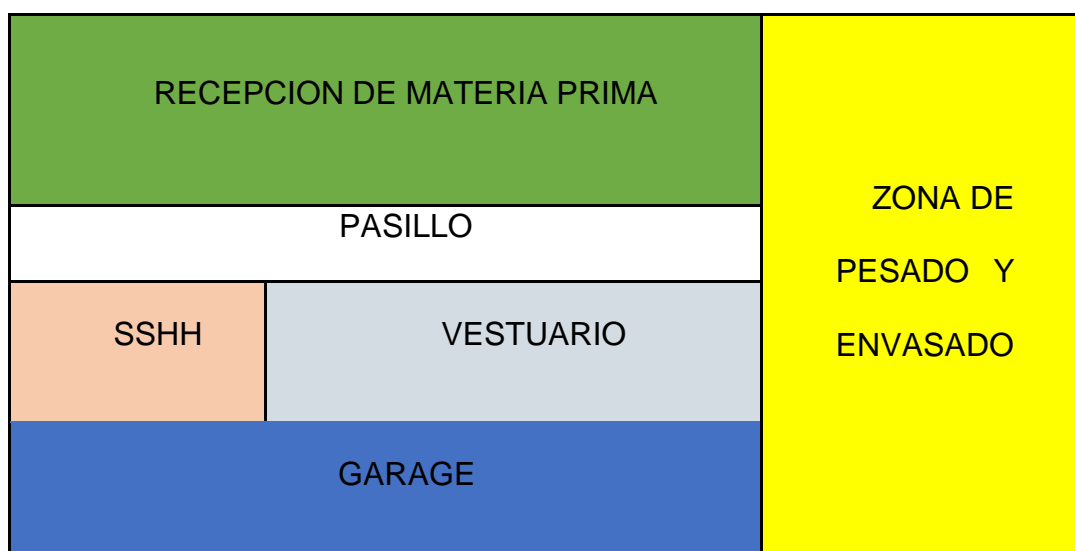 RECEPCION DE MATERIA PRIMA
PASILLO
SSHH
VESTUARIO
GARAGE
ZONA DE
PESADO Y
ENVASADO